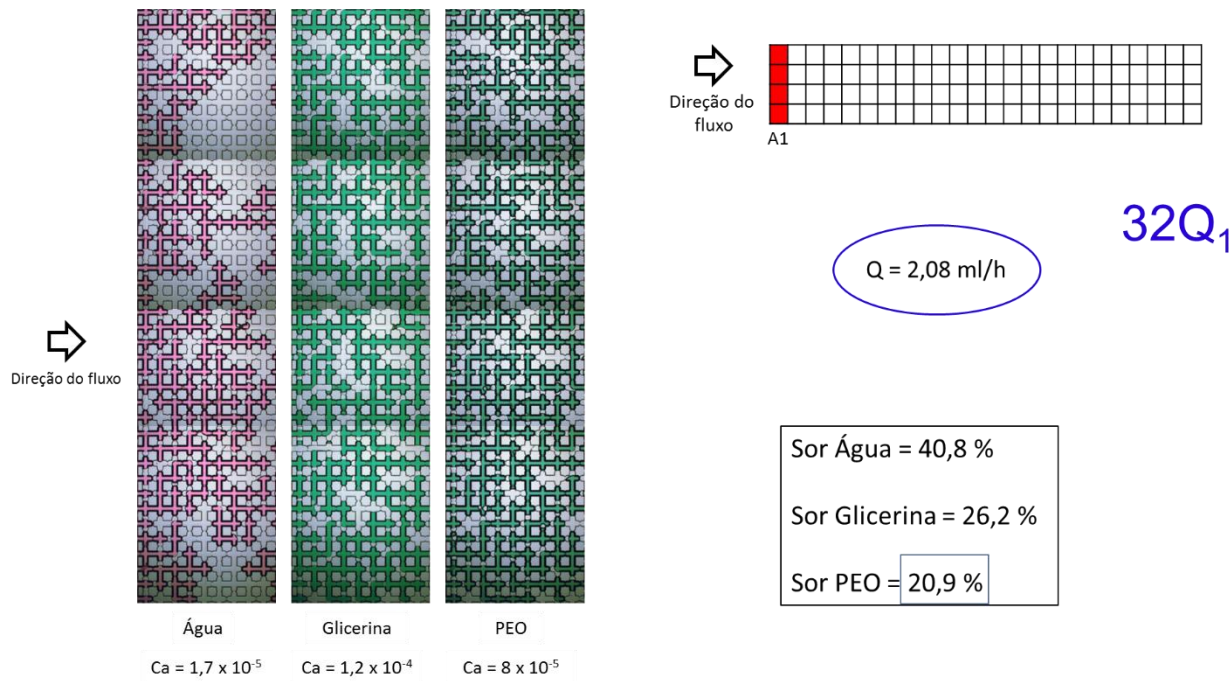 Direção do fluxo
Água
Glicerina
PEO
Ca = 1,7 x 10⁻⁵
Ca = 1,2 x 10⁻⁴
Ca = 8 x 10⁻⁵
Direção do
fluxo
A1
32Q₁
Q = 2,08 ml/h
Sor Água = 40,8 %
Sor Glicerina = 26,2 %
Sor PEO = 20,9 %